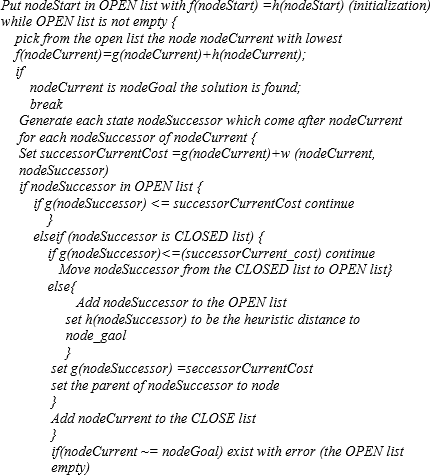 Put nodeStart in OPEN list with f(nodeStart) =h(nodeStart) (initialization)
while OPEN list is not empty {
pick from the open list the node nodeCurrent with lowest
f(nodeCurrent)=g(nodeCurrent)+h(nodeCurrent);
if
nodeCurrent is nodeGoal the solution is found;
break
Generate each state nodeSuccessor which come after nodeCurrent
for each nodeSuccessor of nodeCurrent {
Set successorCurrentCost =g(nodeCurrent)+w (nodeCurrent,
nodeSuccessor)
if nodeSuccessor in OPEN list {
if g(nodeSuccessor) <= successorCurrentCost continue
}
elseif (nodeSuccessor is CLOSED list) {
if g(nodeSuccessor)<=(successorCurrent_cost) continue
Move nodeSuccessor from the CLOSED list to OPEN list}
else{
Add nodeSuccessor to the OPEN list
set h(nodeSuccessor) to be the heuristic distance to
node_gaol
}
set g(nodeSuccessor) =seccessorCurrentCost
set the parent of nodeSuccessor to node
}
Add nodeCurrent to the CLOSE list
}
if(nodeCurrent ~= nodeGoal) exist with error (the OPEN list
empty)